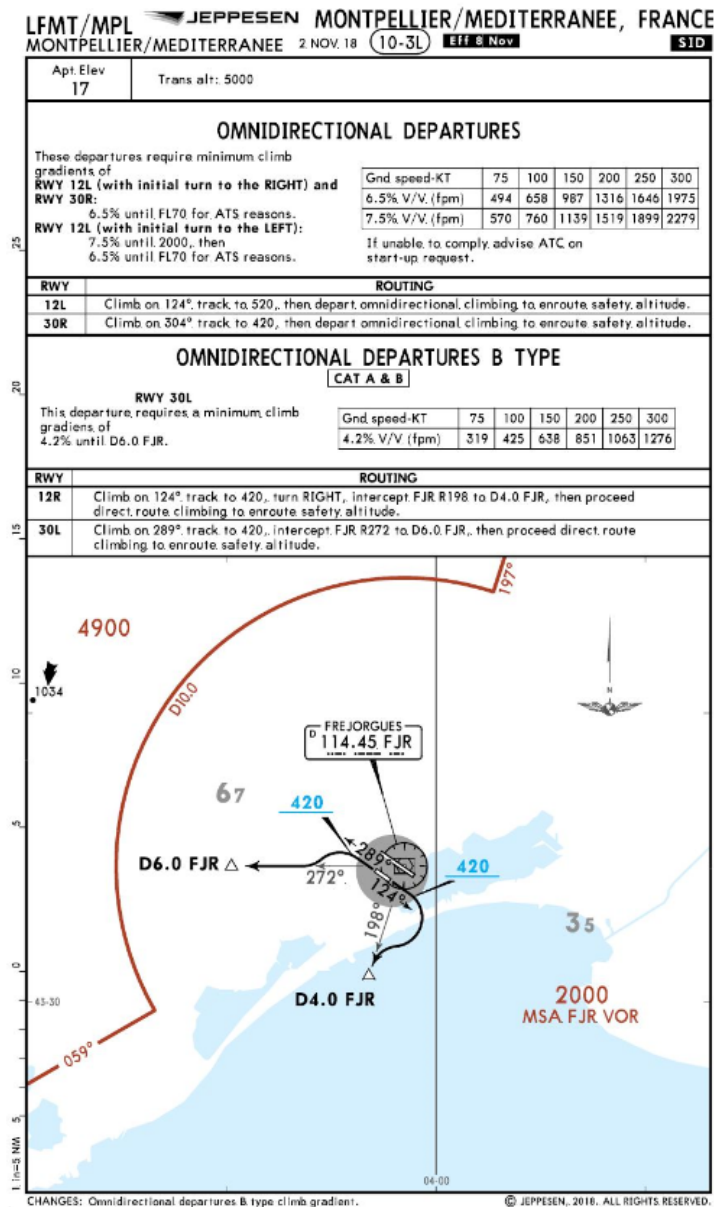 LFMT/MPL JEPPESEN MONTPELLIER/MEDITERRANEE, FRANCE
MONTPELLIER/MEDITERRANEE 2 NOV. 18 10-3L Eff 8 Nov SID
Apt. Elev
17
Trans alt: 5000
OMNIDIRECTIONAL DEPARTURES
These departures require minimum climb
gradients of
RWY 12L (with initial turn to the RIGHT) and
RWY 30R:
6.5% until FL70 for ATS reasons.
RWY 12L (with initial turn to the LEFT):
7.5% until 2000, then
6.5% until FL70 for ATS reasons.
Gnd speed-KT 75 100 150 200 250 300
6.5% V/V (fpm) 494 658 987 1316 1646 1975
7.5% V/V (fpm) 570 760 1139 1519 1899 2279
If unable to comply advise ATC on
start-up request.
RWY ROUTING
12L Climb on 124° track to 520, then depart omnidirectional climbing to enroute safety altitude.
30R Climb on 304° track to 420, then depart omnidirectional climbing to enroute safety altitude.
OMNIDIRECTIONAL DEPARTURES B TYPE
CAT A & B
RWY 30L
This departure requires a minimum climb
gradiens of
4.2% until D6.0 FJR.
Gnd speed-KT 75 100 150 200 250 300
4.2% V/V (fpm) 319 425 638 851 1063 1276
RWY ROUTING
12R Climb on 124° track to 420, turn RIGHT, intercept FJR R198 to D4.0 FJR, then proceed
direct route climbing to enroute safety altitude.
30L Climb on 289° track to 420, intercept FJR R272 to D6.0 FJR, then proceed direct route
climbing to enroute safety altitude.
25
20
15
10
5
0
5
1 in=5 NM
197°
4900
1034
D10.0
N
FREJORGUES
D 114.45 FJR
67
420
D6.0 FJR
289°
272°
124°
420
198°
35
D4.0 FJR
43-30
2000
MSA FJR VOR
059°
04-00
CHANGES: Omnidirectional departures B type climb gradient.
© JEPPESEN, 2018. ALL RIGHTS RESERVED.